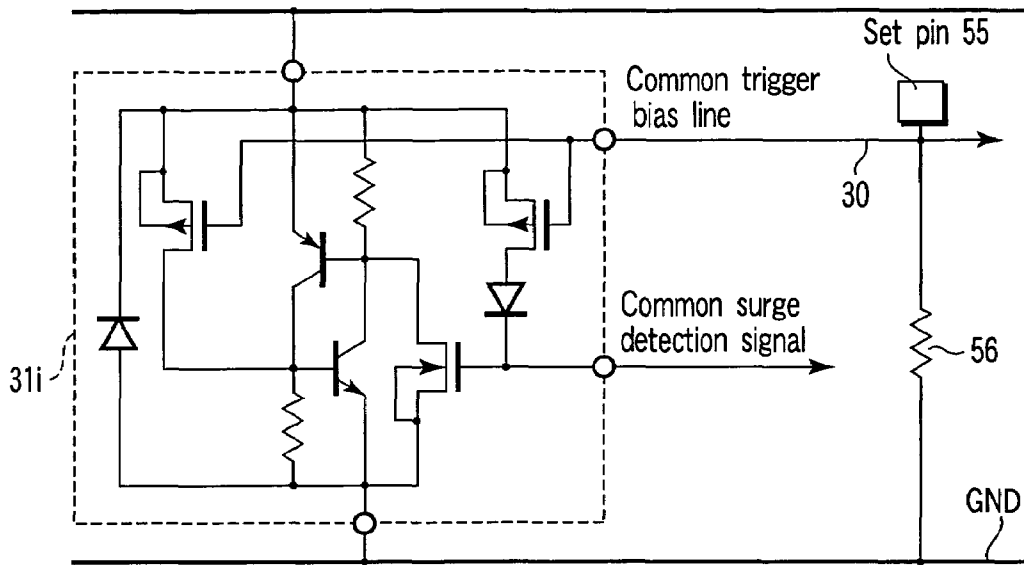 Set pin 55
Common trigger
bias line
30
Common surge
detection signal
56
31i
GND